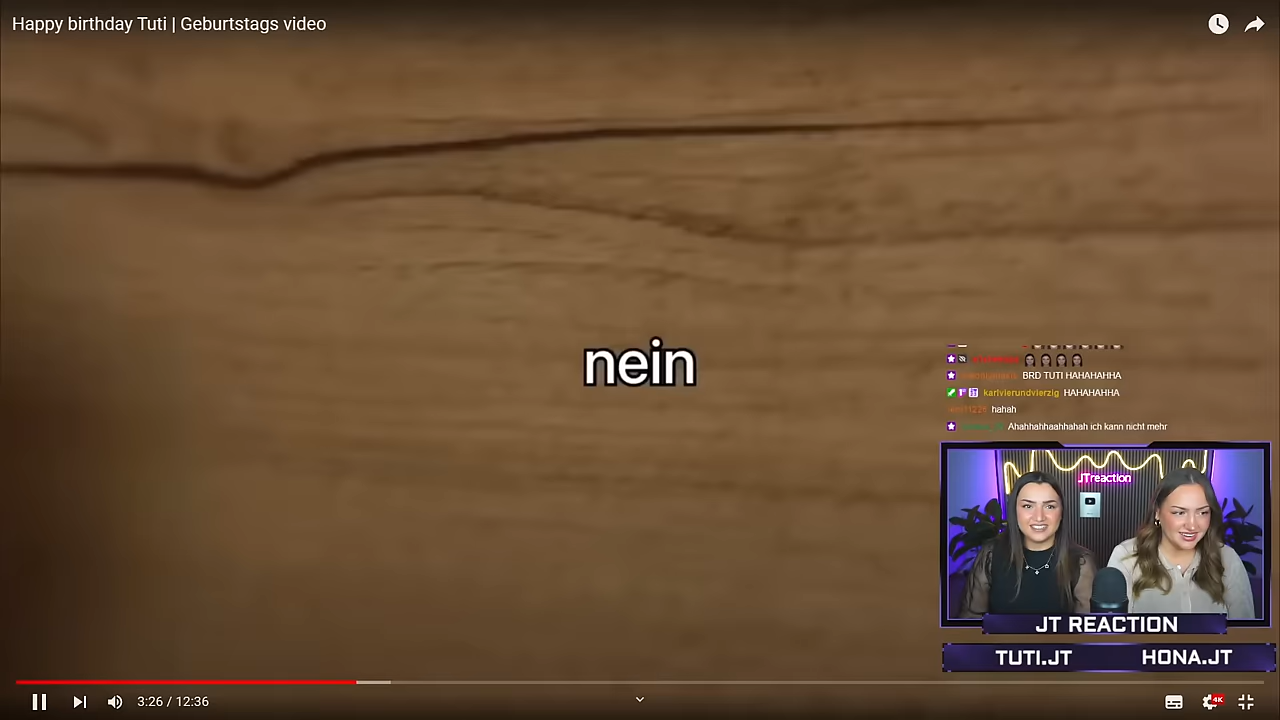 Happy birthday Tuti | Geburtstags video
nein
BRD TUTI HAHAHAHHA
karlvierundvierzig HAHAHAHHA
hahah
Ahahhahhaahhahah ich kann nicht mehr
JTreaction
JT REACTION
TUTI.JT HONA.JT
3:26 / 12:36
4K